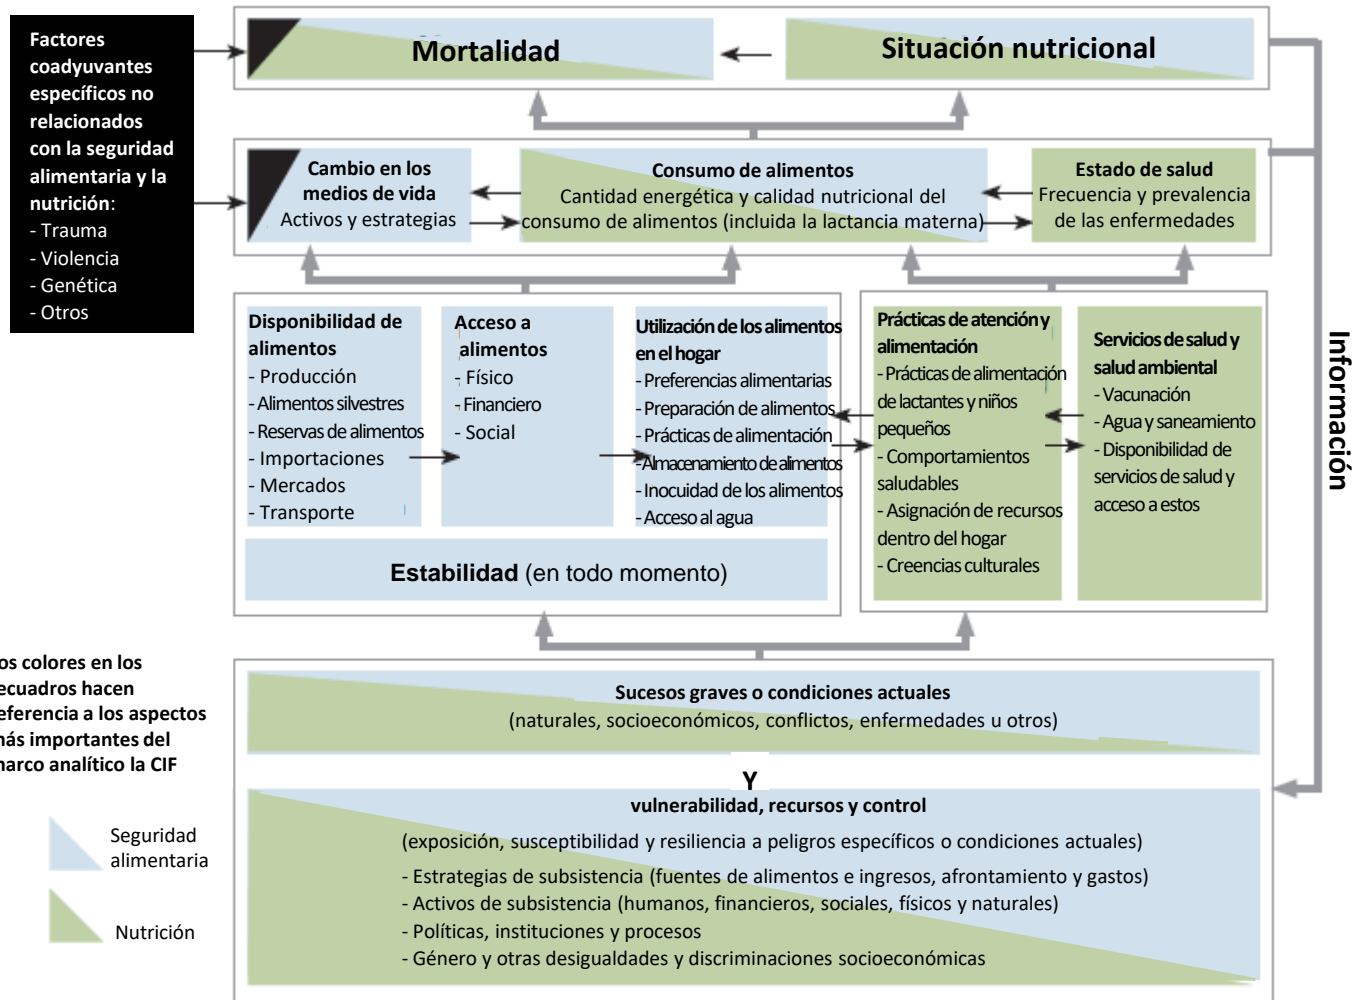 Factores
coadyuvantes
específicos no
relacionados
con la seguridad
alimentaria y la
nutrición:
- Trauma
- Violencia
- Genética
- Otros
Mortalidad
Situación nutricional
Cambio en los
medios de vida
Activos y estrategias
Consumo de alimentos
Cantidad energética y calidad nutricional del
consumo de alimentos (incluida la lactancia materna)
Estado de salud
Frecuencia y prevalencia
de las enfermedades
Disponibilidad de
alimentos
- Producción
- Alimentos silvestres
- Reservas de alimentos
- Importaciones
- Mercados
- Transporte
Acceso a
alimentos
- Físico
- Financiero
- Social
Utilización de los alimentos
en el hogar
- Preferencias alimentarias
- Preparación de alimentos
- Prácticas de alimentación
- Almacenamiento de alimentos
- Inocuidad de los alimentos
- Acceso al agua
Estabilidad (en todo momento)
Prácticas de atención y
alimentación
- Prácticas de alimentación
de lactantes y niños
pequeños
- Comportamientos
saludables
- Asignación de recursos
dentro del hogar
- Creencias culturales
Servicios de salud y
salud ambiental
- Vacunación
- Agua y saneamiento
- Disponibilidad de
servicios de salud y
acceso a estos
Información
os colores en los
ecuadros hacen
eferencia a los aspectos
más importantes del
marco analítico la CIF
Seguridad
alimentaria
Nutrición
Sucesos graves o condiciones actuales
(naturales, socioeconómicos, conflictos, enfermedades u otros)
Y
vulnerabilidad, recursos y control
(exposición, susceptibilidad y resiliencia a peligros específicos o condiciones actuales)
- Estrategias de subsistencia (fuentes de alimentos e ingresos, afrontamiento y gastos)
- Activos de subsistencia (humanos, financieros, sociales, físicos y naturales)
- Políticas, instituciones y procesos
- Género y otras desigualdades y discriminaciones socioeconómicas